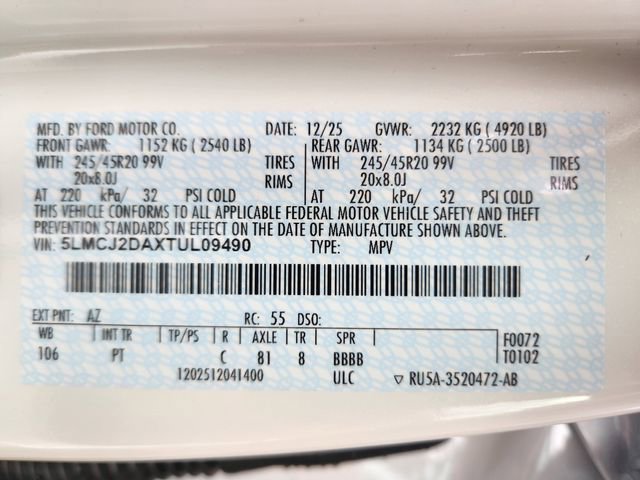 MFD. BY FORD MOTOR CO. DATE: 12/25 GVWR: 2232 KG ( 4920 LB)
FRONT GAWR: 1152 KG ( 2540 LB) REAR GAWR: 1134 KG ( 2500 LB)
WITH 245/45R20 99V TIRES WITH 245/45R20 99V TIRES
20x8.0J RIMS 20x8.0J RIMS
AT 220 kPa/ 32 PSI COLD AT 220 kPa/ 32 PSI COLD
THIS VEHICLE CONFORMS TO ALL APPLICABLE FEDERAL MOTOR VEHICLE SAFETY AND THEFT
PREVENTION STANDARDS IN EFFECT ON THE DATE OF MANUFACTURE SHOWN ABOVE.
VIN: 5LMCJ2DAXTUL09490 TYPE: MPV
EXT PNT: AZ RC: 55 DSO:
WB INT TR TP/PS R AXLE TR SPR F0072
106 PT C 81 8 BBBB T0102
1202512041400 ULC ▽ RU5A-3520472-AB